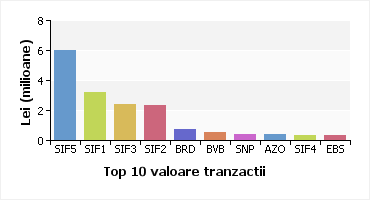 Lei (milioane)
8
6
4
2
0
SIF5 SIF1 SIF3 SIF2 BRD BVB SNP AZO SIF4 EBS
Top 10 valoare tranzactii